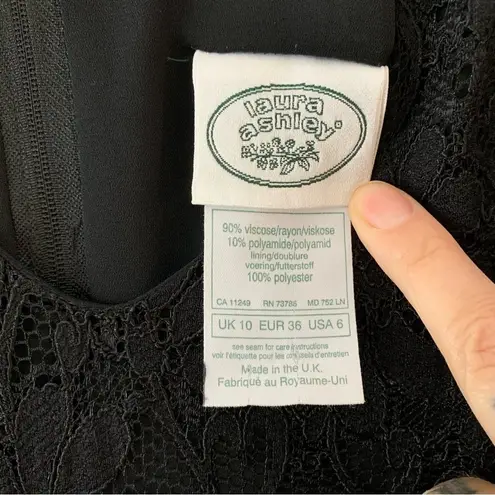 laura
ashley®
90% viscose/rayon/viskose
10% polyamide/polyamid
lining/doublure
voering/futterstoff
100% polyester
CA 11249 RN 73785 MD 752 LN
UK 10 EUR 36 USA 6
see seam for care instructions
voir l'étiquette pour les conseils d'entretien
Made in the U.K.
Fabriqué au Royaume-Uni